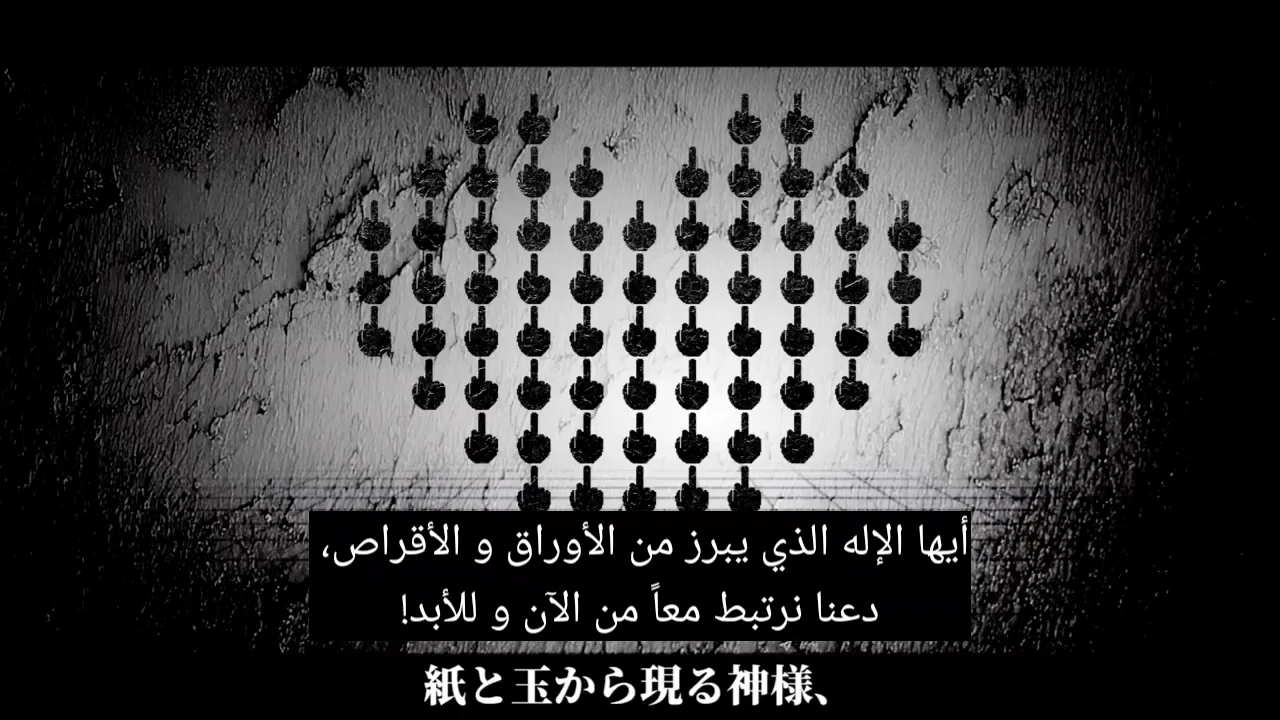 أيها الإله الذي يبرز من الأوراق و الأقراص،
دعنا نرتبط معاً من الآن و للأبد!
紙と玉から現る神様、